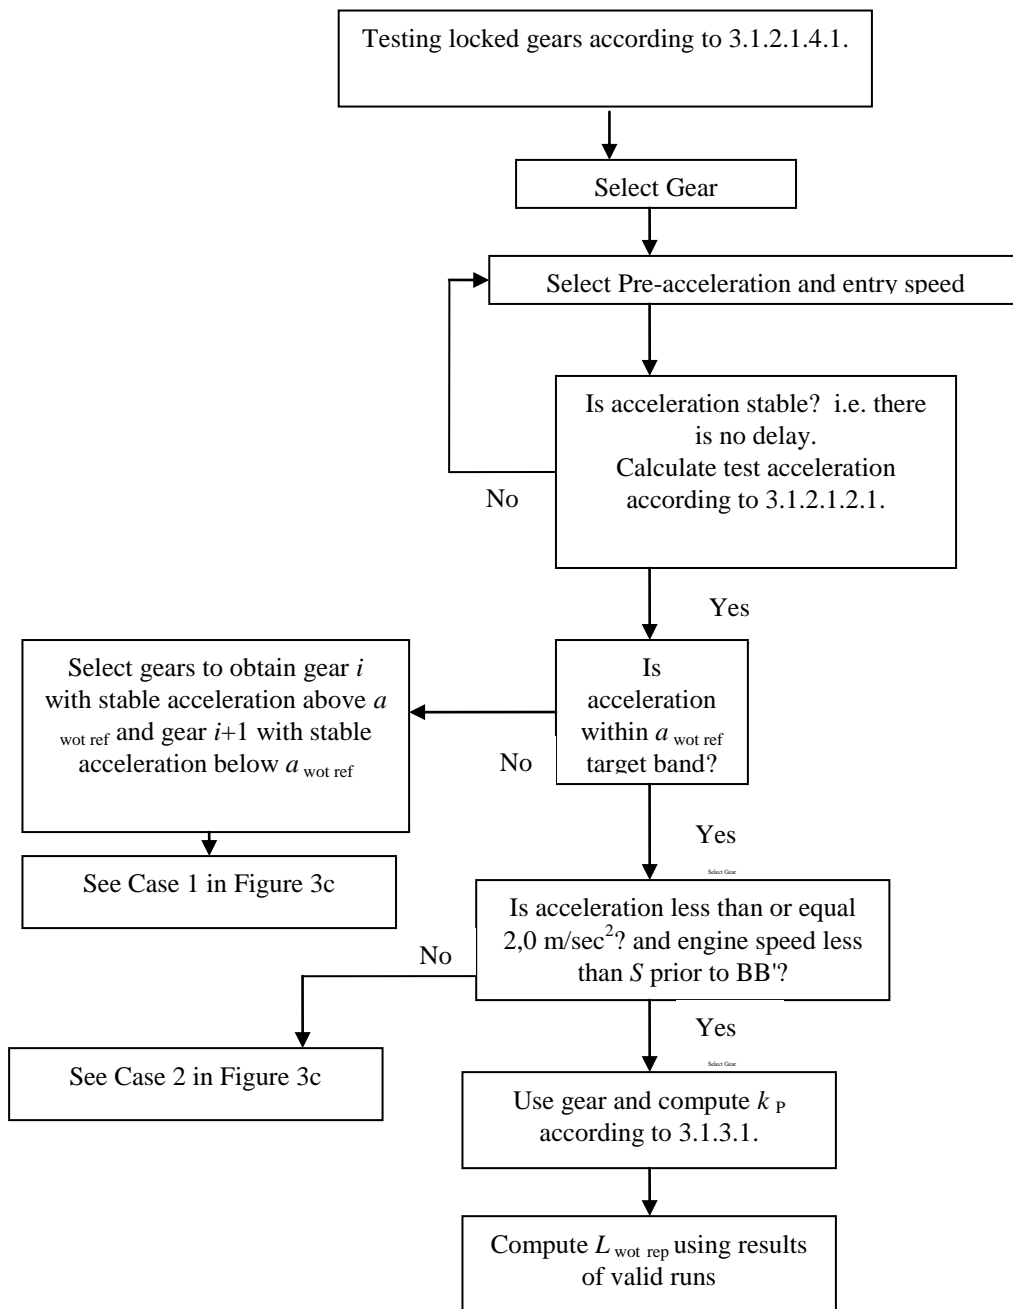 Testing locked gears according to 3.1.2.1.4.1.
Select Gear
Select Pre-acceleration and entry speed
Is acceleration stable? i.e. there
is no delay.
Calculate test acceleration
according to 3.1.2.1.2.1.
No
Yes
Select gears to obtain gear i
with stable acceleration above a
wot ref and gear i+1 with stable
acceleration below a wot ref
Is
acceleration
within a wot ref
target band?
No
Yes
See Case 1 in Figure 3c
Select Gear
Is acceleration less than or equal
2,0 m/sec²? and engine speed less
than S prior to BB'?
No
Yes
See Case 2 in Figure 3c
Select Gear
Use gear and compute k P
according to 3.1.3.1.
Compute L wot rep using results
of valid runs